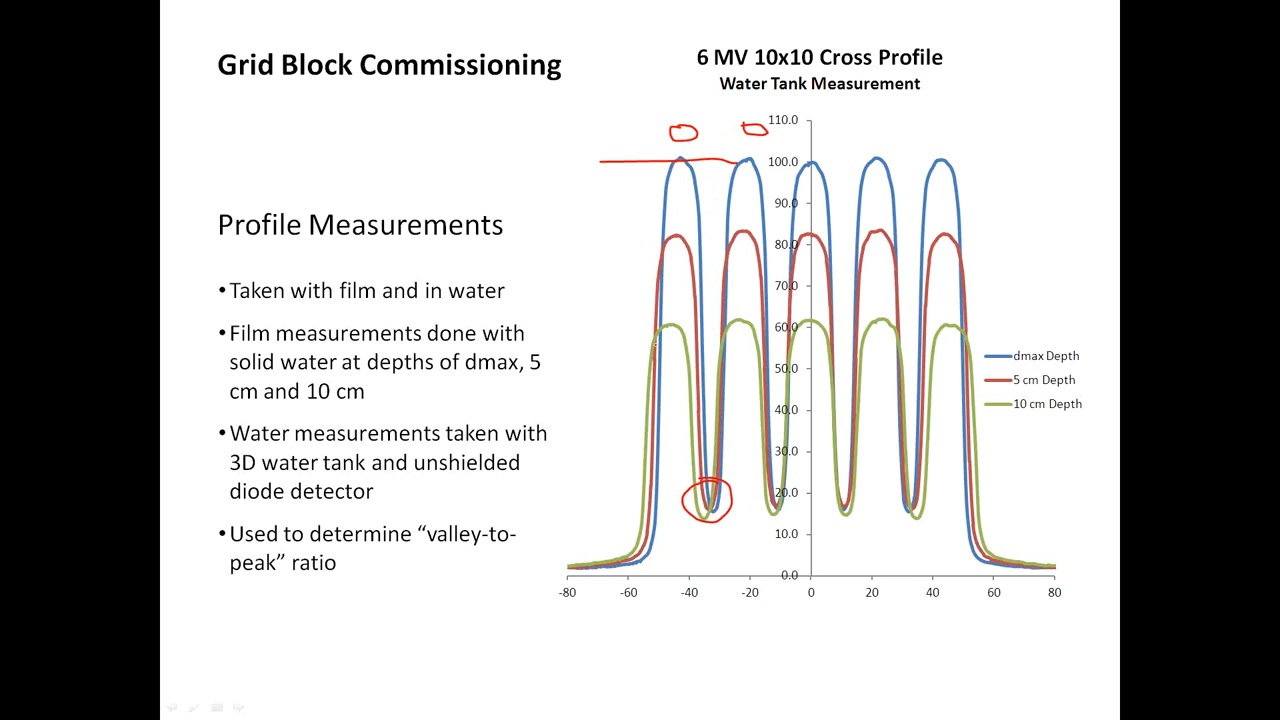 Grid Block Commissioning
Profile Measurements
•Taken with film and in water
•Film measurements done with
solid water at depths of dmax, 5
cm and 10 cm
•Water measurements taken with
3D water tank and unshielded
diode detector
•Used to determine “valley-to-
peak” ratio
6 MV 10x10 Cross Profile
Water Tank Measurement
110.0
100.0
90.0
80.0
70.0
60.0
50.0
40.0
30.0
20.0
10.0
0.0
-80 -60 -40 -20 0 20 40 60 80
dmax Depth
5 cm Depth
10 cm Depth